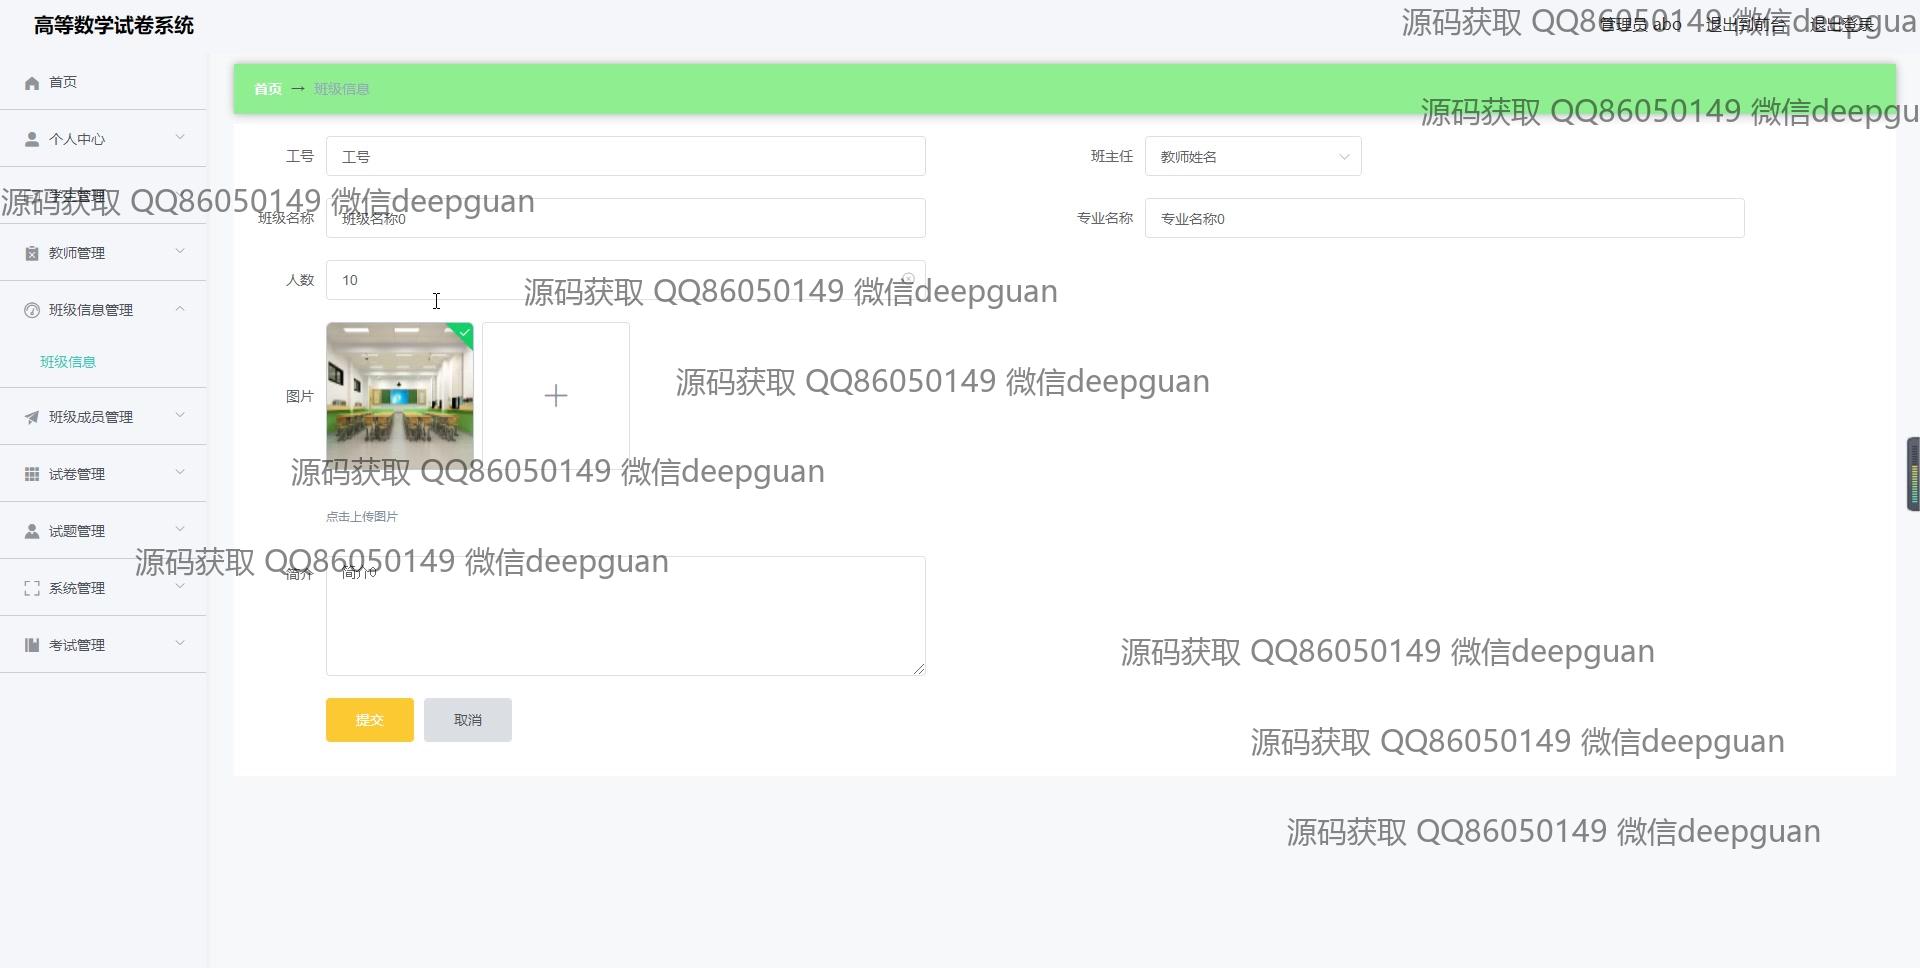 高等数学试卷系统
管理员 abo 退出到前台 退出登录
源码获取 QQ86050149 微信deepgua
首页
首页 → 班级信息
源码获取 QQ86050149 微信deepgu
个人中心
工号 工号
班主任 教师姓名
学生管理
源码获取 QQ86050149 微信deepguan
班级名称 班级名称0
专业名称 专业名称0
教师管理
人数 10
源码获取 QQ86050149 微信deepguan
班级信息管理
班级信息
源码获取 QQ86050149 微信deepguan
图片
班级成员管理
试卷管理
源码获取 QQ86050149 微信deepguan
点击上传图片
试题管理
源码获取 QQ86050149 微信deepguan
简介 简介0
系统管理
考试管理
源码获取 QQ86050149 微信deepguan
提交 取消
源码获取 QQ86050149 微信deepguan
源码获取 QQ86050149 微信deepguan